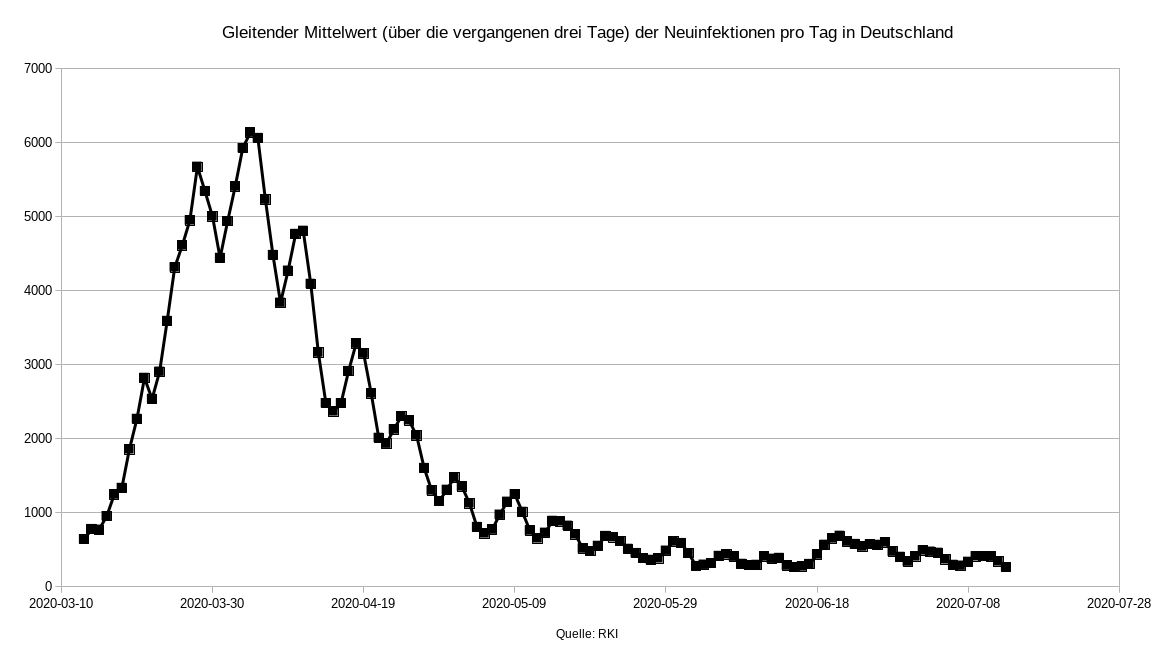 Gleitender Mittelwert (über die vergangenen drei Tage) der Neuinfektionen pro Tag in Deutschland
7000
6000
5000
4000
3000
2000
1000
0
2020-03-10 2020-03-30 2020-04-19 2020-05-09 2020-05-29 2020-06-18 2020-07-08 2020-07-28
Quelle: RKI